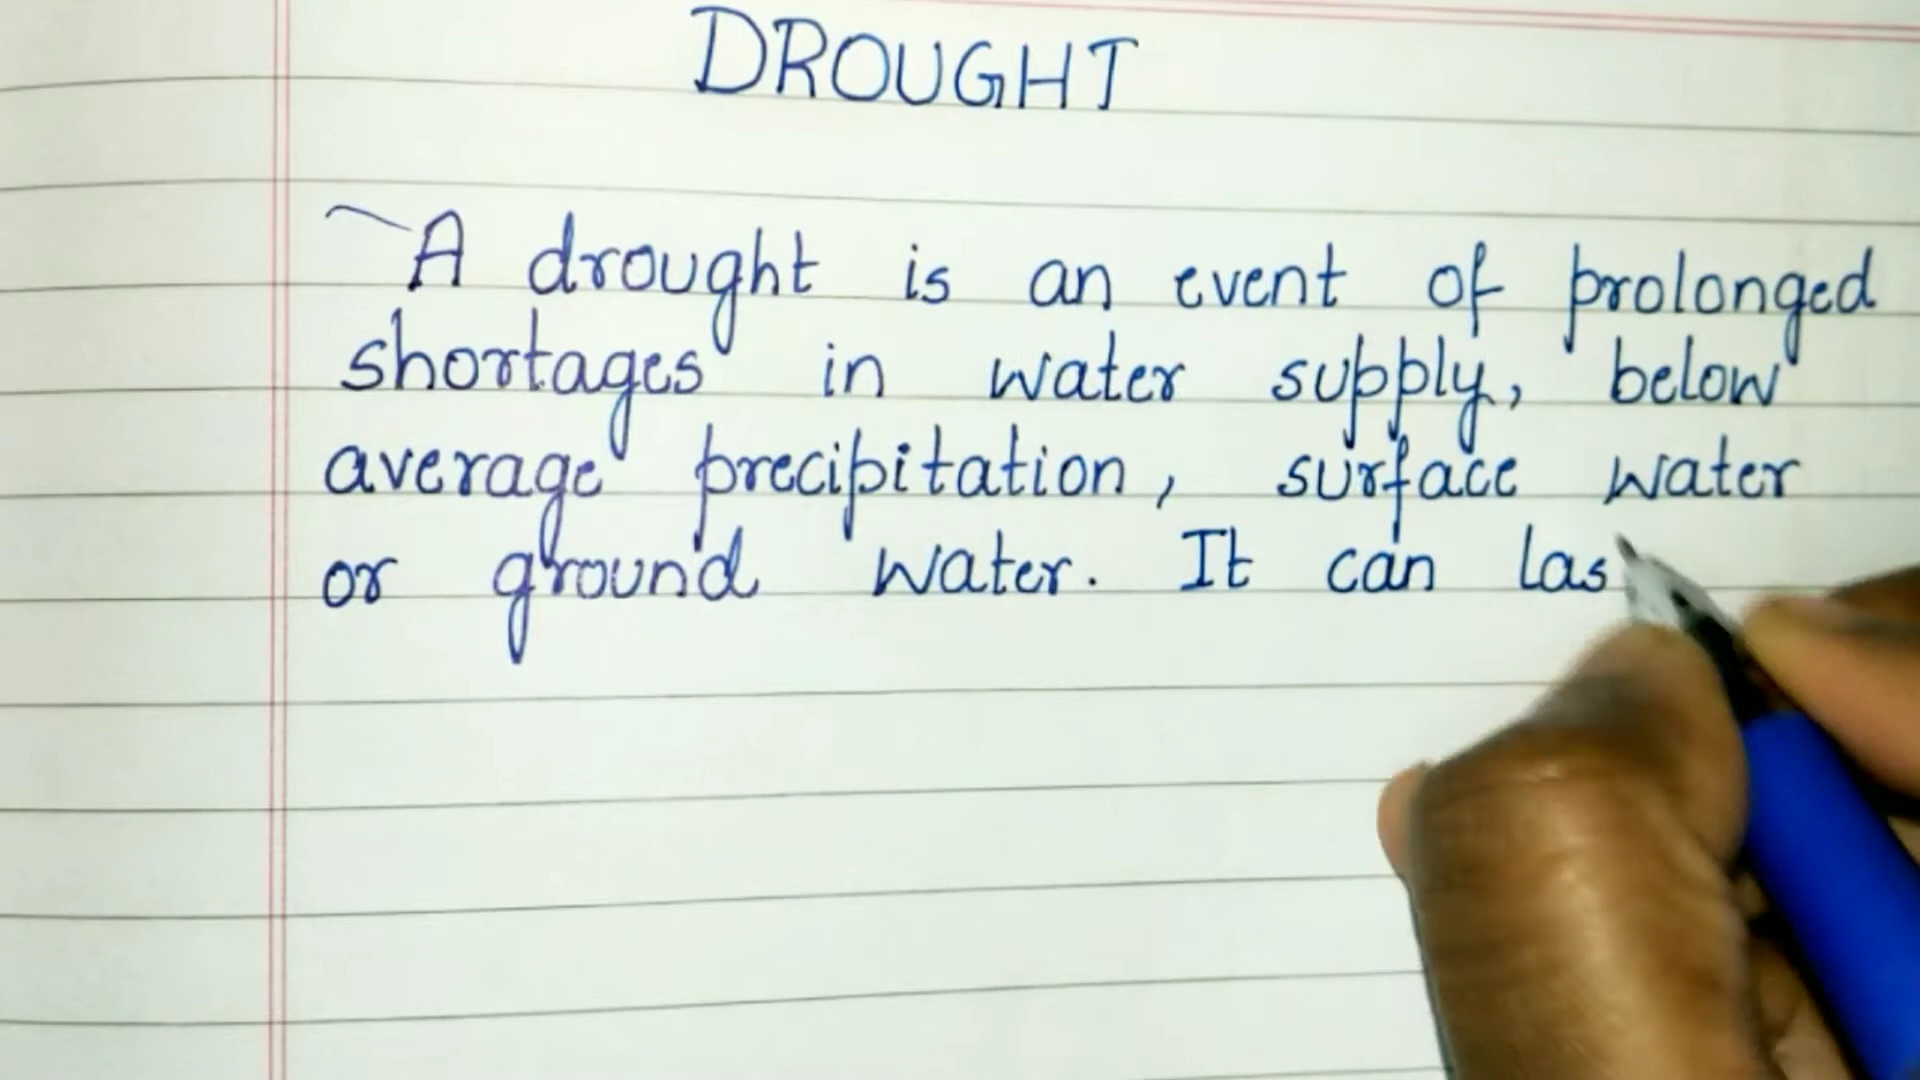 DROUGHT
A drought is an event of prolonged
shortages in water supply, below
average precipitation, surface water
or ground water. It can las